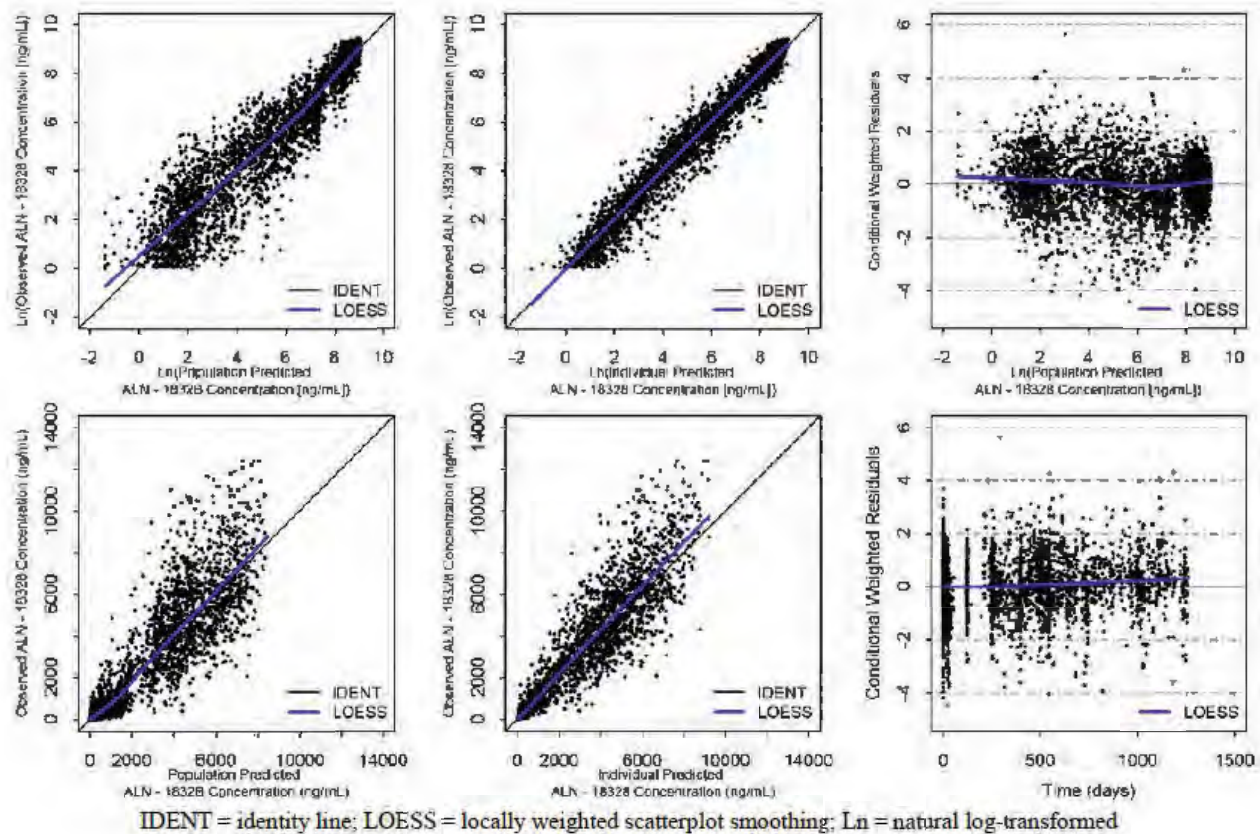 Ln(Observed ALN - 18328 Concentration [ng/mL])
10
8
6
4
2
0
-2
IDENT
LOESS
-2 0 2 4 6 8 10
Ln(Population Predicted
ALN - 18328 Concentration [ng/mL])
Ln(Observed ALN - 18328 Concentration [ng/mL])
10
8
6
4
2
0
-2
IDENT
LOESS
-2 0 2 4 6 8 10
Ln(Individual Predicted
ALN - 18328 Concentration [ng/mL])
Conditional Weighted Residuals
6
4
2
0
-2
-4
LOESS
-2 0 2 4 6 8 10
Ln(Population Predicted
ALN - 18328 Concentration [ng/mL])
Observed ALN - 18328 Concentration (ng/mL)
14000
10000
6000
2000
0
IDENT
LOESS
0 2000 6000 10000 14000
Population Predicted
ALN - 18328 Concentration (ng/mL)
Observed ALN - 18328 Concentration (ng/mL)
14000
10000
6000
2000
0
IDENT
LOESS
0 2000 6000 10000 14000
Individual Predicted
ALN - 18328 Concentration (ng/mL)
Conditional Weighted Residuals
6
4
2
0
-2
-4
LOESS
0 500 1000 1500
Time (days)
IDENT = identity line; LOESS = locally weighted scatterplot smoothing; Ln = natural log-transformed